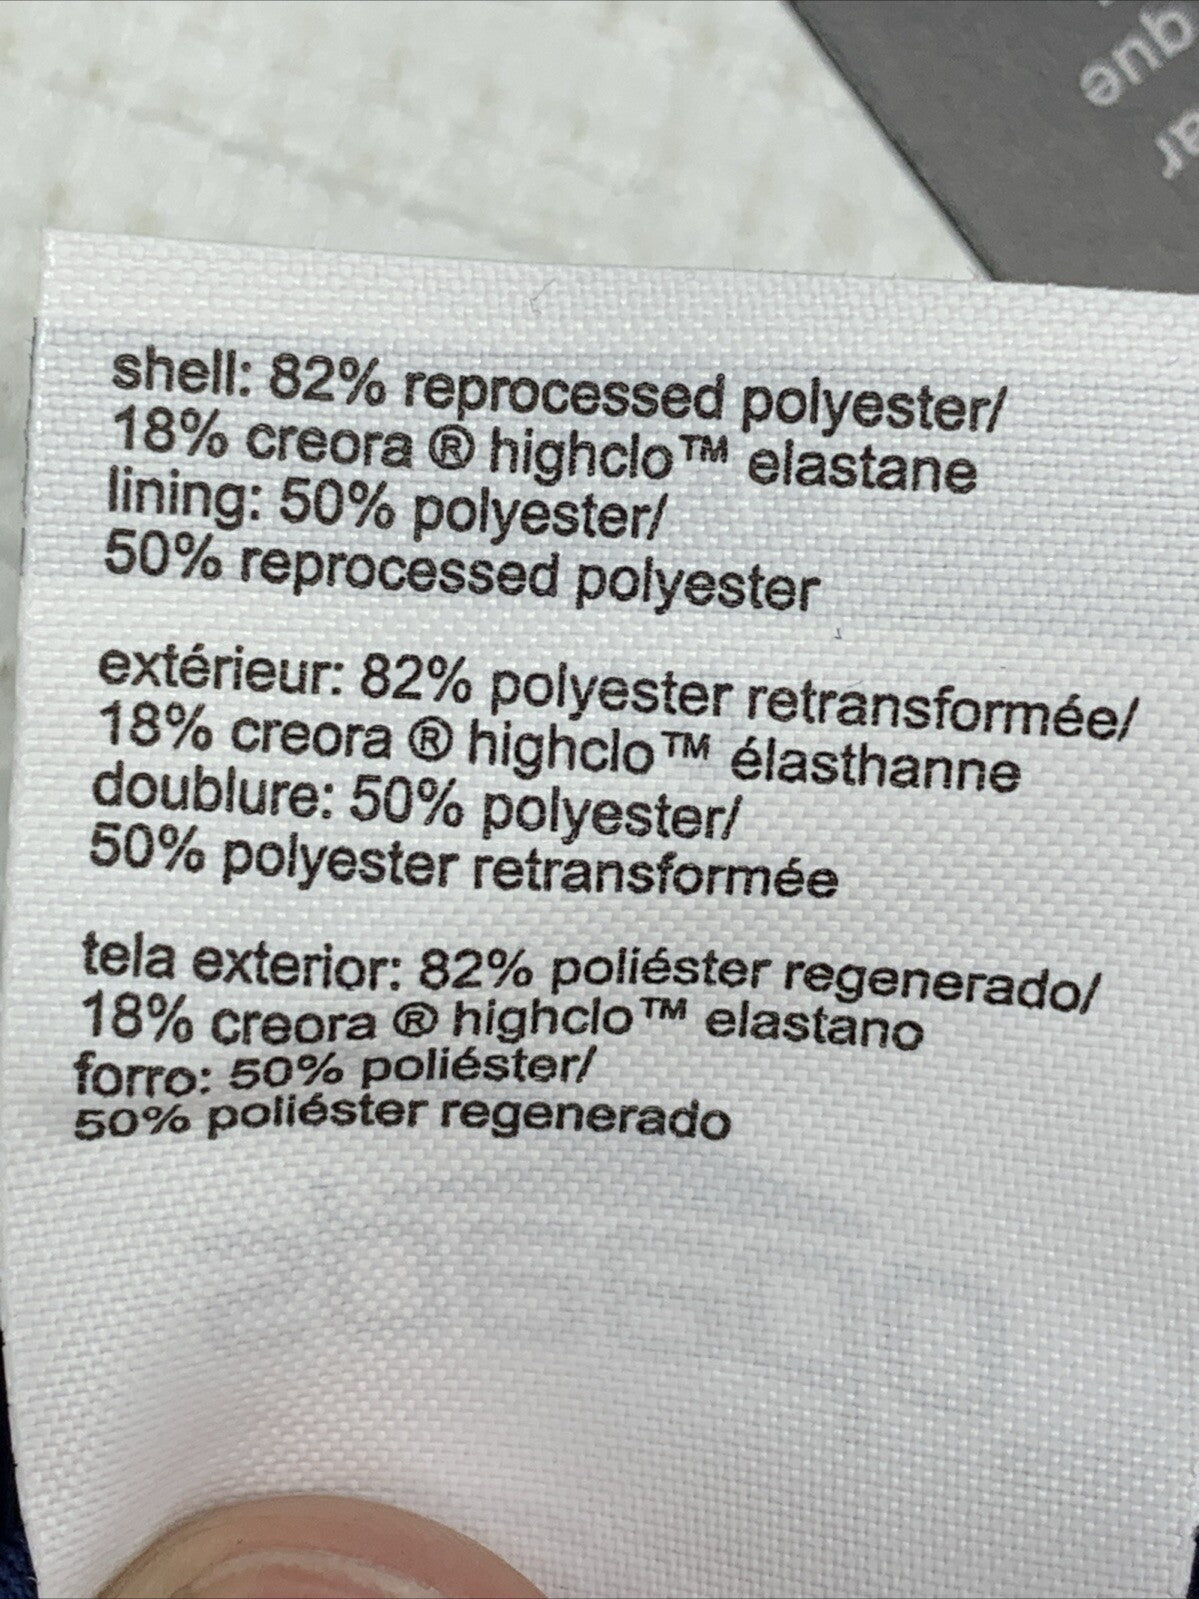 que
ar
shell: 82% reprocessed polyester/
18% creora ® highclo™ elastane
lining: 50% polyester/
50% reprocessed polyester
extérieur: 82% polyester retransformée/
18% creora ® highclo™ élasthanne
doublure: 50% polyester/
50% polyester retransformée
tela exterior: 82% poliéster regenerado/
18% creora ® highclo™ elastano
forro: 50% poliéster/
50% poliéster regenerado